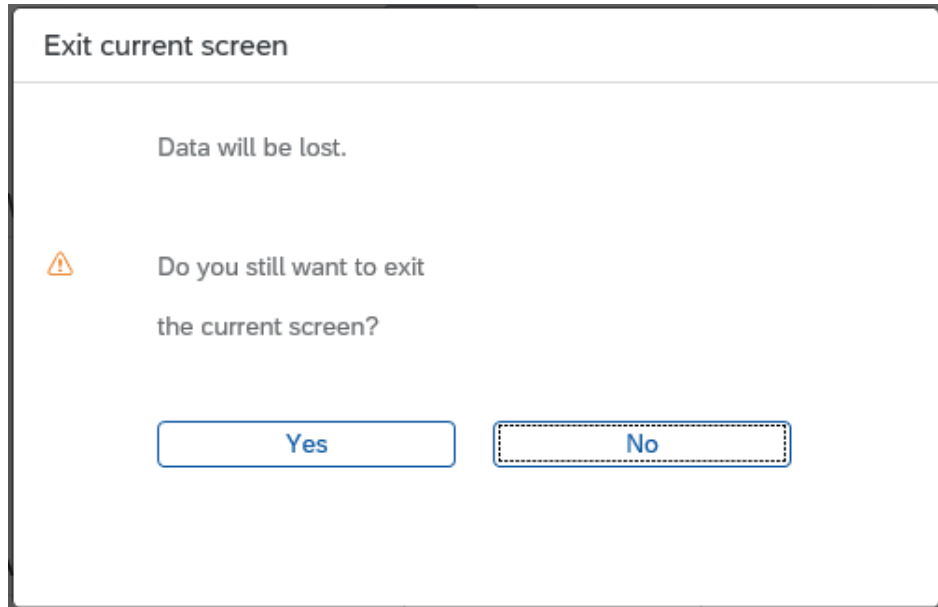 Exit current screen
Data will be lost.
Do you still want to exit
the current screen?
Yes
No